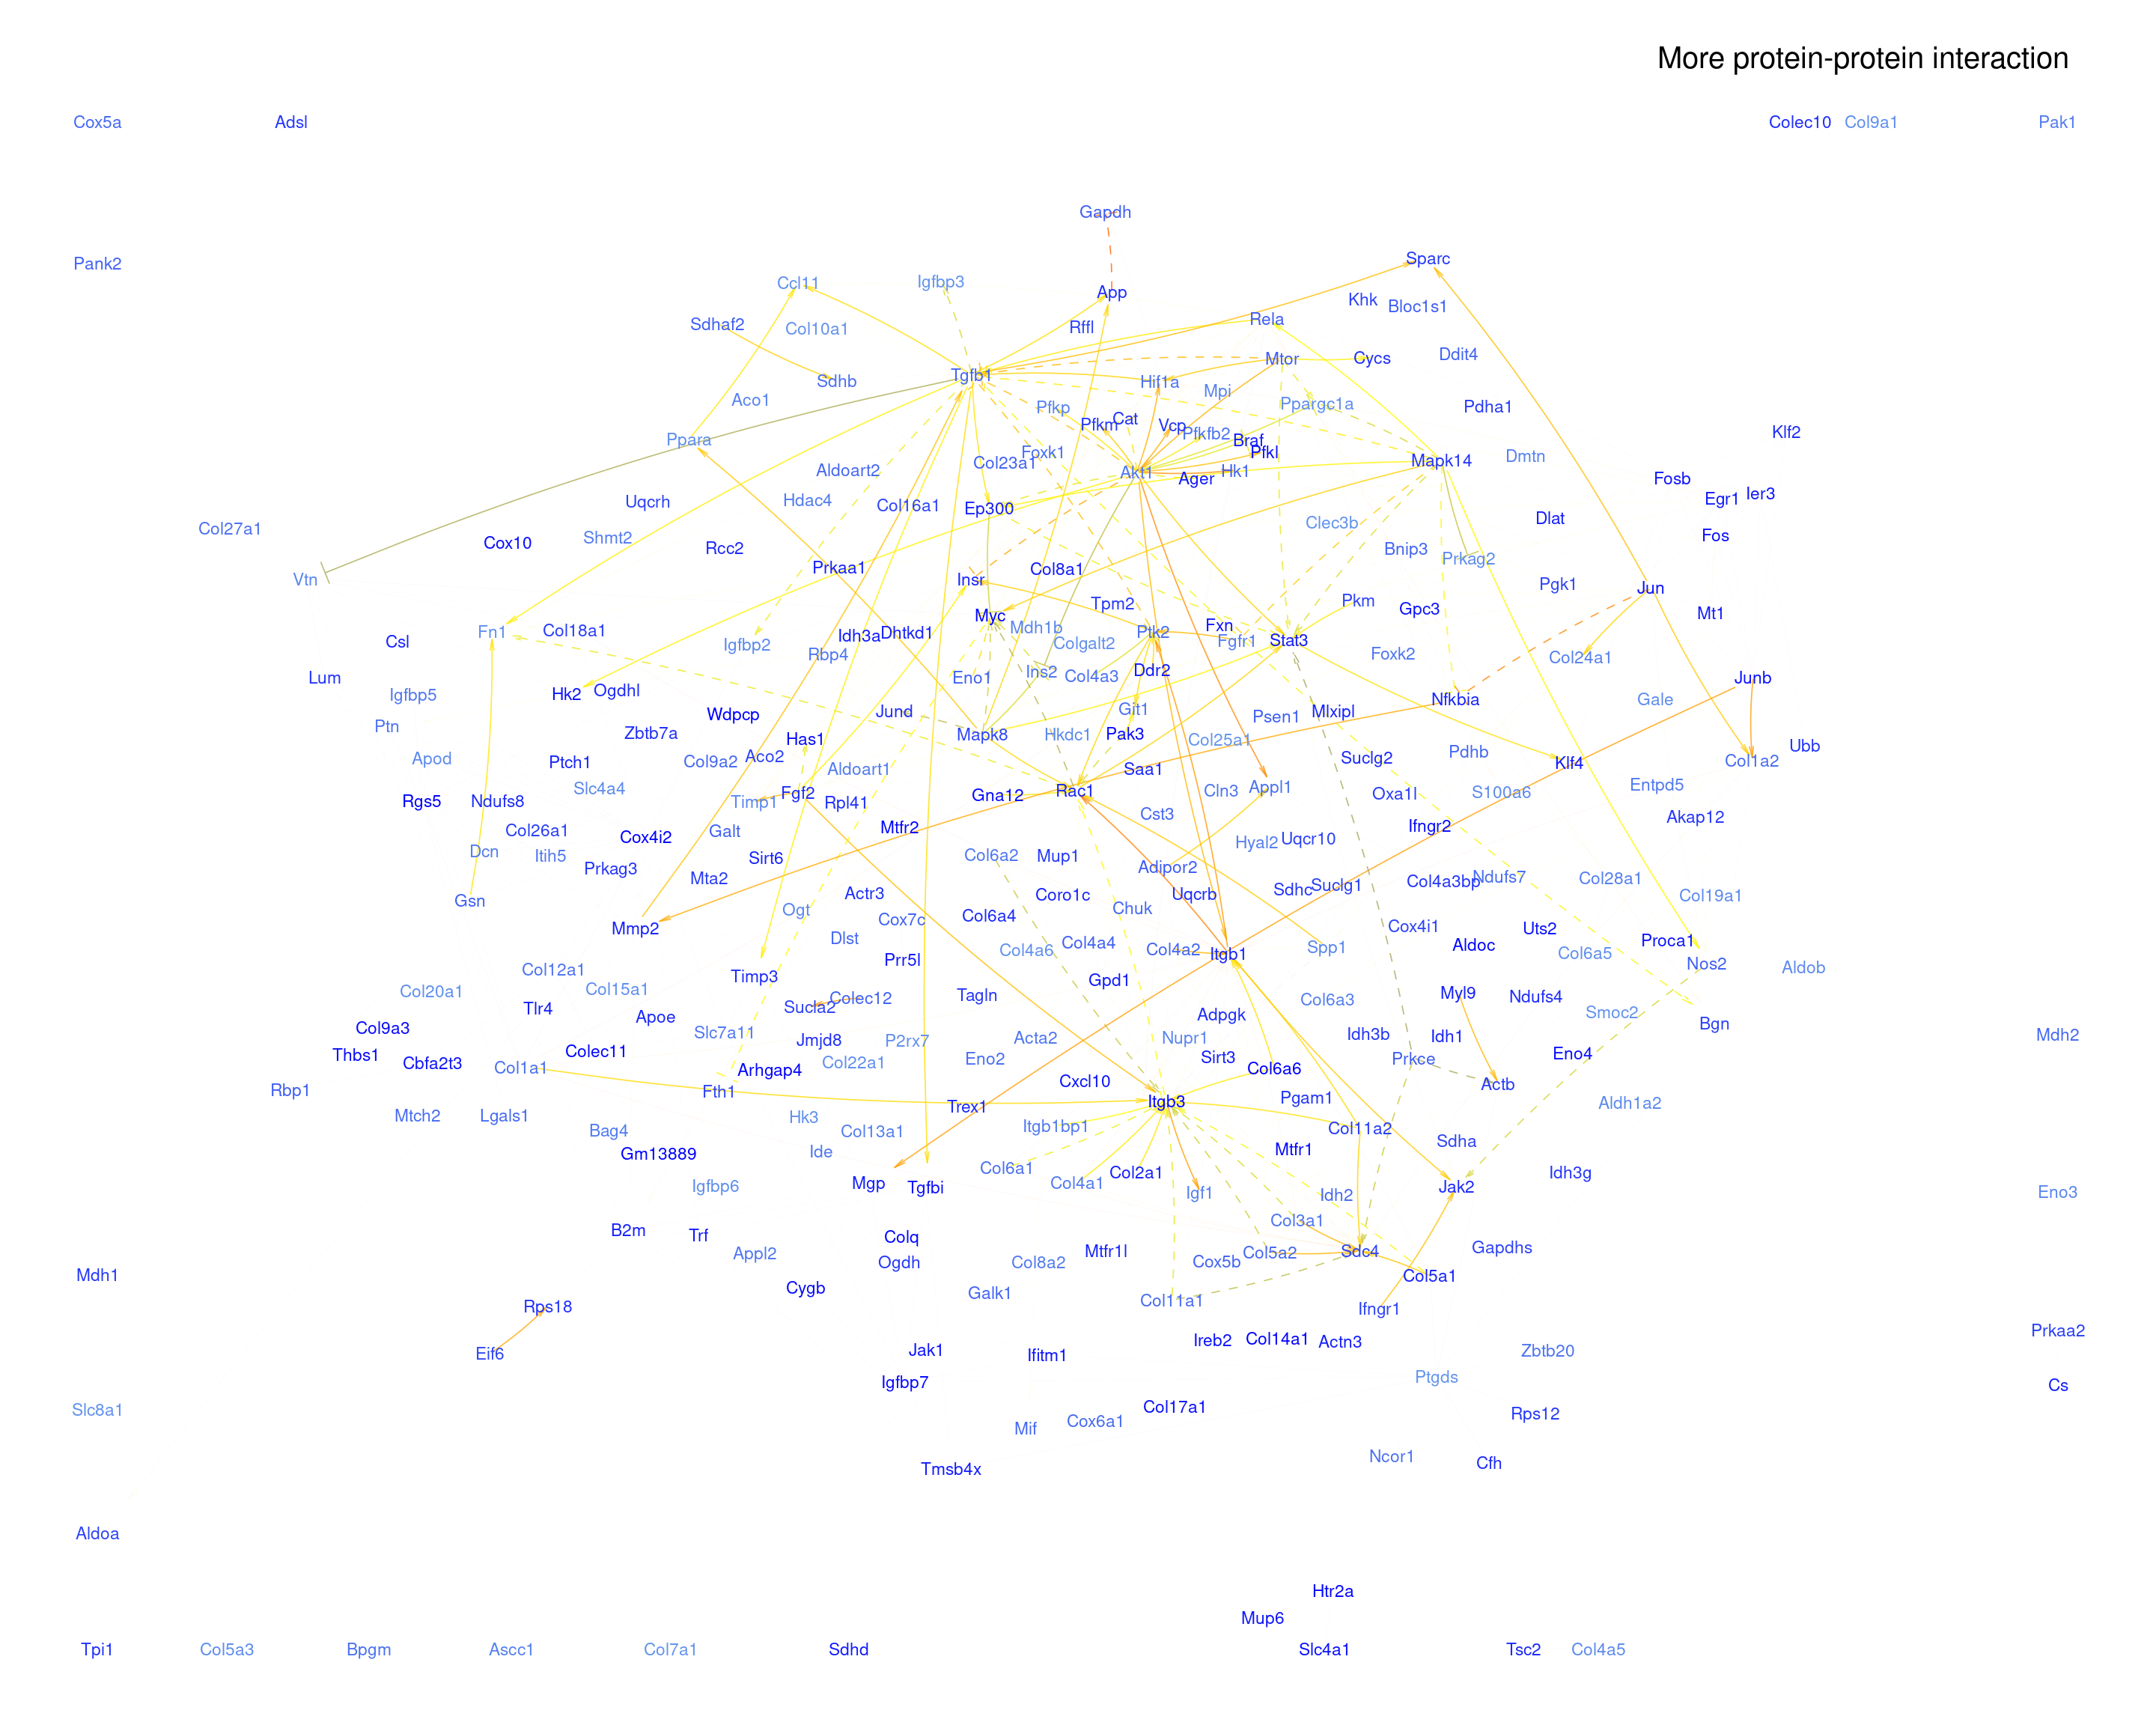 More protein-protein interaction
Cox5a
Adsl
Colec10
Col9a1
Pak1
Gapdh
Sparc
Pank2
Ccl11
Igfbp3
App
Khk
Bloc1s1
Sdhaf2
Col10a1
Rffl
Rela
Mtor
Cycs
Ddit4
Tgfb1
Sdhb
Hif1a
Mpi
Aco1
Pfkp
Ppargc1a
Pdha1
Pfkm
Cat
Vcp
Pfkfb2
Klf2
Ppara
Braf
Pfkl
Foxk1
Col23a1
Mapk14
Dmtn
Aldoart2
Akt1
Ager
Hk1
Fosb
Egr1
Ier3
Uqcrh
Hdac4
Col16a1
Ep300
Clec3b
Dlat
Col27a1
Cox10
Shmt2
Rcc2
Bnip3
Prkag2
Fos
Vtn
Prkaa1
Insr
Col8a1
Pgk1
Jun
Myc
Tpm2
Pkm
Gpc3
Mt1
Fn1
Col18a1
Csl
Igfbp2
Idh3a
Dhtkd1
Mdh1b
Colgalt2
Ptk2
Fxn
Fgfr1
Stat3
Rbp4
Foxk2
Col24a1
Lum
Igfbp5
Hk2
Ogdhl
Eno1
Ins2
Col4a3
Ddr2
Junb
Ptn
Wdpcp
Jund
Git1
Psen1
Mlxipl
Nfkbia
Gale
Zbtb7a
Has1
Mapk8
Hkdc1
Pak3
Col25a1
Ubb
Apod
Ptch1
Col9a2
Aco2
Aldoart1
Saa1
Suclg2
Pdhb
Klf4
Col1a2
Slc4a4
Rgs5
Ndufs8
Timp1
Fgf2
Rpl41
Gna12
Rac1
Cln3
Appl1
Oxa1l
S100a6
Entpd5
Col26a1
Cox4i2
Galt
Mtfr2
Cst3
Ifngr2
Akap12
Dcn
Itih5
Prkag3
Sirt6
Col6a2
Mup1
Hyal2
Uqcr10
Mta2
Actr3
Coro1c
Adipor2
Uqcrb
Sdhc
Suclg1
Col4a3bp
Ndufs7
Col28a1
Col19a1
Gsn
Ogt
Cox7c
Col6a4
Chuk
Mmp2
Dlst
Col4a6
Col4a4
Col4a2
Itgb1
Spp1
Cox4i1
Aldoc
Uts2
Col6a5
Proca1
Nos2
Aldob
Col12a1
Timp3
Prr5l
Gpd1
Col20a1
Col15a1
Sucla2
Colec12
Tagln
Col6a3
Myl9
Ndufs4
Tlr4
Apoe
Adpgk
Smoc2
Bgn
Col9a3
Slc7a11
Jmjd8
P2rx7
Acta2
Nupr1
Idh3b
Idh1
Mdh2
Thbs1
Cbfa2t3
Colec11
Col1a1
Arhgap4
Col22a1
Eno2
Sirt3
Col6a6
Prkce
Eno4
Rbp1
Fth1
Cxcl10
Itgb3
Pgam1
Actb
Aldh1a2
Mtch2
Lgals1
Hk3
Trex1
Bag4
Col13a1
Itgb1bp1
Col11a2
Gm13889
Ide
Mtfr1
Sdha
Igfbp6
Mgp
Tgfbi
Col6a1
Col4a1
Col2a1
Igf1
Idh2
Jak2
Idh3g
Eno3
B2m
Trf
Colq
Col3a1
Appl2
Ogdh
Col8a2
Mtfr1l
Cox5b
Col5a2
Sdc4
Gapdhs
Mdh1
Cygb
Galk1
Col11a1
Col5a1
Rps18
Ifngr1
Prkaa2
Eif6
Jak1
Ifitm1
Ireb2
Col14a1
Actn3
Zbtb20
Igfbp7
Ptgds
Cs
Slc8a1
Mif
Cox6a1
Col17a1
Rps12
Tmsb4x
Ncor1
Cfh
Aldoa
Htr2a
Mup6
Tpi1
Col5a3
Bpgm
Ascc1
Col7a1
Sdhd
Slc4a1
Tsc2
Col4a5